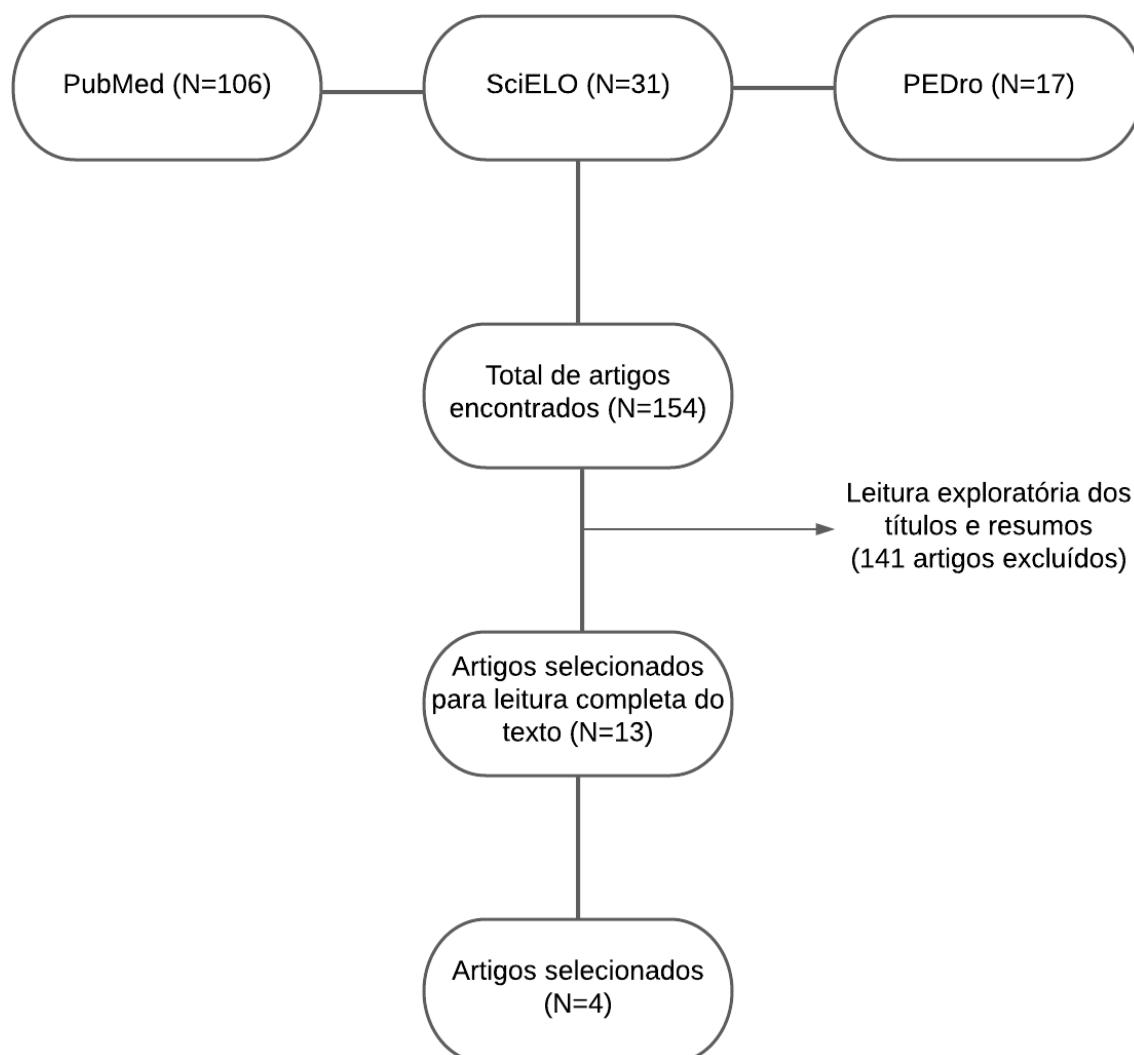 PubMed (N=106)
SciELO (N=31)
PEDro (N=17)
Total de artigos
encontrados (N=154)
Leitura exploratória dos
títulos e resumos
(141 artigos excluídos)
Artigos selecionados
para leitura completa do
texto (N=13)
Artigos selecionados
(N=4)